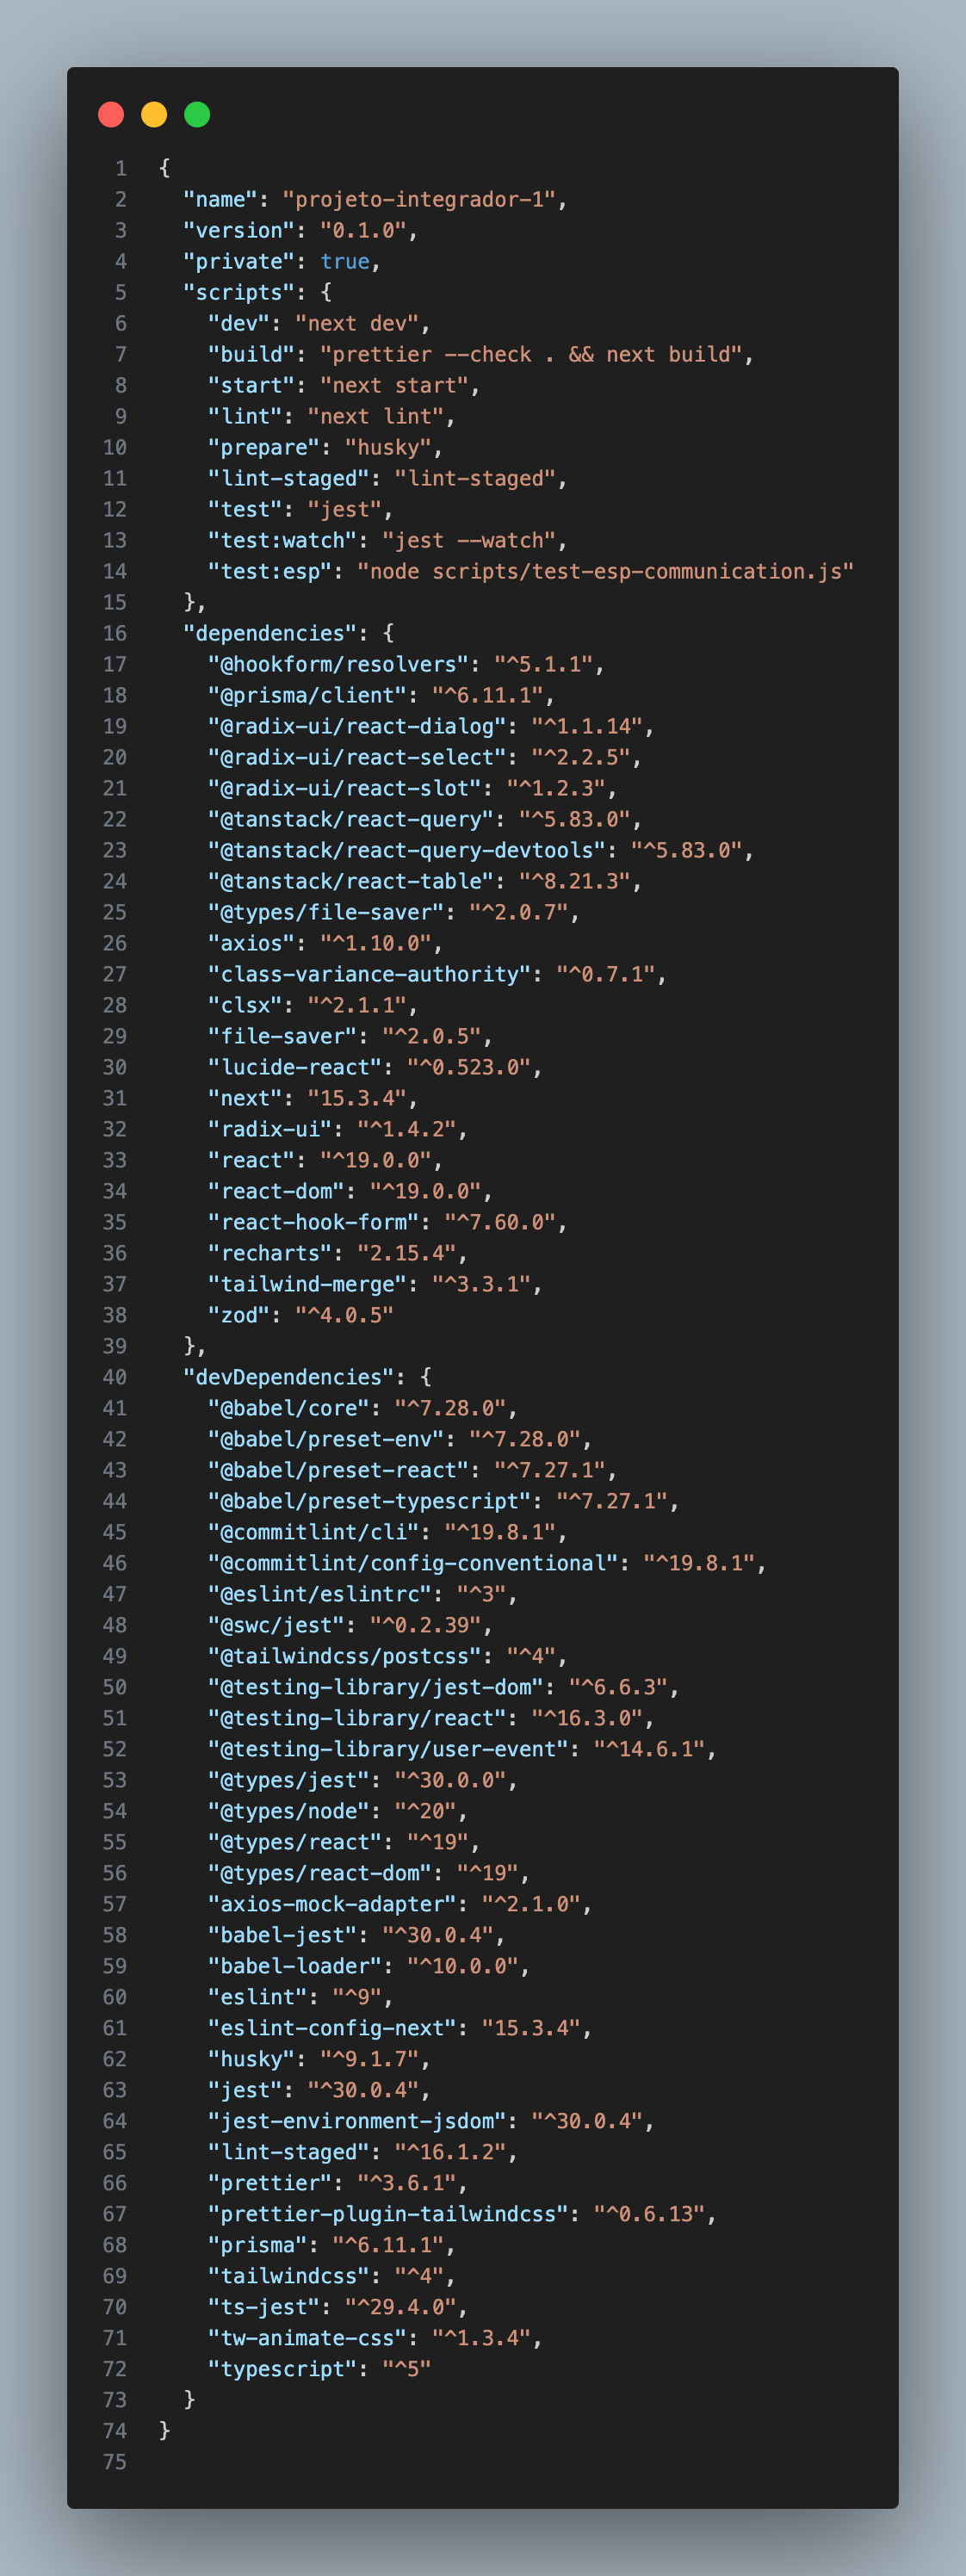 1 {
2   "name": "projeto-integrador-1",
3   "version": "0.1.0",
4   "private": true,
5   "scripts": {
6     "dev": "next dev",
7     "build": "prettier --check . && next build",
8     "start": "next start",
9     "lint": "next lint",
10     "prepare": "husky",
11     "lint-staged": "lint-staged",
12     "test": "jest",
13     "test:watch": "jest --watch",
14     "test:esp": "node scripts/test-esp-communication.js"
15   },
16   "dependencies": {
17     "@hookform/resolvers": "^5.1.1",
18     "@prisma/client": "^6.11.1",
19     "@radix-ui/react-dialog": "^1.1.14",
20     "@radix-ui/react-select": "^2.2.5",
21     "@radix-ui/react-slot": "^1.2.3",
22     "@tanstack/react-query": "^5.83.0",
23     "@tanstack/react-query-devtools": "^5.83.0",
24     "@tanstack/react-table": "^8.21.3",
25     "@types/file-saver": "^2.0.7",
26     "axios": "^1.10.0",
27     "class-variance-authority": "^0.7.1",
28     "clsx": "^2.1.1",
29     "file-saver": "^2.0.5",
30     "lucide-react": "^0.523.0",
31     "next": "15.3.4",
32     "radix-ui": "^1.4.2",
33     "react": "^19.0.0",
34     "react-dom": "^19.0.0",
35     "react-hook-form": "^7.60.0",
36     "recharts": "2.15.4",
37     "tailwind-merge": "^3.3.1",
38     "zod": "^4.0.5"
39   },
40   "devDependencies": {
41     "@babel/core": "^7.28.0",
42     "@babel/preset-env": "^7.28.0",
43     "@babel/preset-react": "^7.27.1",
44     "@babel/preset-typescript": "^7.27.1",
45     "@commitlint/cli": "^19.8.1",
46     "@commitlint/config-conventional": "^19.8.1",
47     "@eslint/eslintrc": "^3",
48     "@swc/jest": "^0.2.39",
49     "@tailwindcss/postcss": "^4",
50     "@testing-library/jest-dom": "^6.6.3",
51     "@testing-library/react": "^16.3.0",
52     "@testing-library/user-event": "^14.6.1",
53     "@types/jest": "^30.0.0",
54     "@types/node": "^20",
55     "@types/react": "^19",
56     "@types/react-dom": "^19",
57     "axios-mock-adapter": "^2.1.0",
58     "babel-jest": "^30.0.4",
59     "babel-loader": "^10.0.0",
60     "eslint": "^9",
61     "eslint-config-next": "15.3.4",
62     "husky": "^9.1.7",
63     "jest": "^30.0.4",
64     "jest-environment-jsdom": "^30.0.4",
65     "lint-staged": "^16.1.2",
66     "prettier": "^3.6.1",
67     "prettier-plugin-tailwindcss": "^0.6.13",
68     "prisma": "^6.11.1",
69     "tailwindcss": "^4",
70     "ts-jest": "^29.4.0",
71     "tw-animate-css": "^1.3.4",
72     "typescript": "^5"
73   }
74 }
75